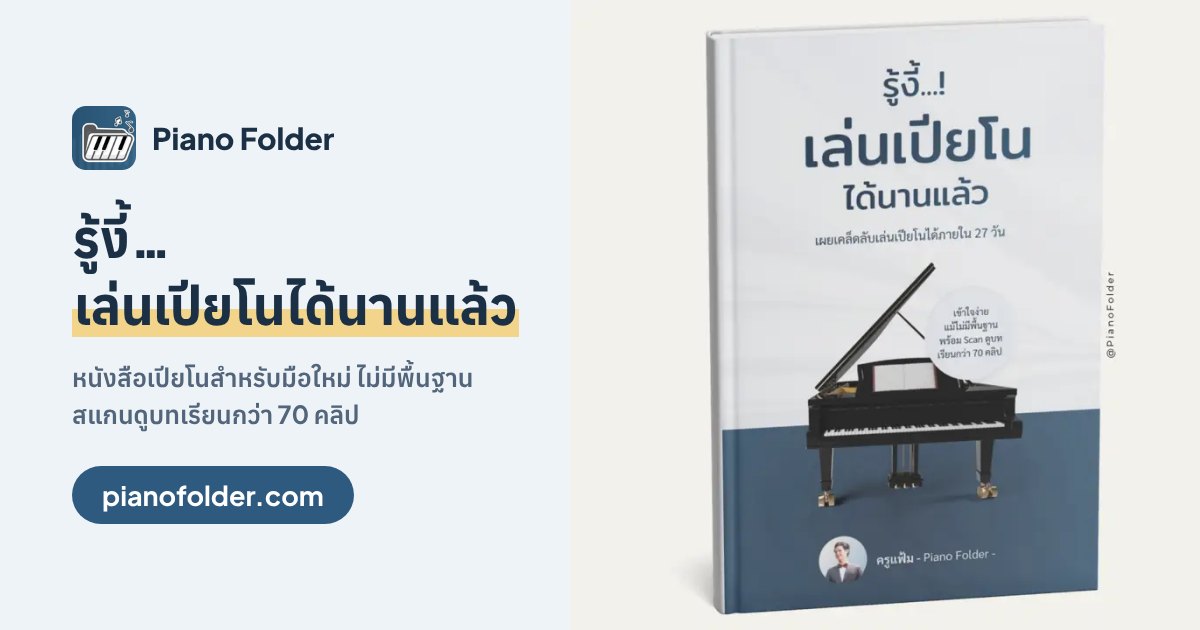 Piano Folder
รู้งี้...
เล่นเปียโนได้นานแล้ว
หนังสือเปียโนสำหรับมือใหม่ ไม่มีพื้นฐาน
สแกนดูบทเรียนกว่า 70 คลิป
pianofolder.com
รู้งี้...!
เล่นเปียโน
ได้นานแล้ว
เผยเคล็ดลับเล่นเปียโนได้ภายใน 27 วัน
เข้าใจง่าย
แม้ไม่มีพื้นฐาน
พร้อม Scan ดูบท
เรียนกว่า 70 คลิป
ครูแฟ้ม - Piano Folder -
@PianoFolder